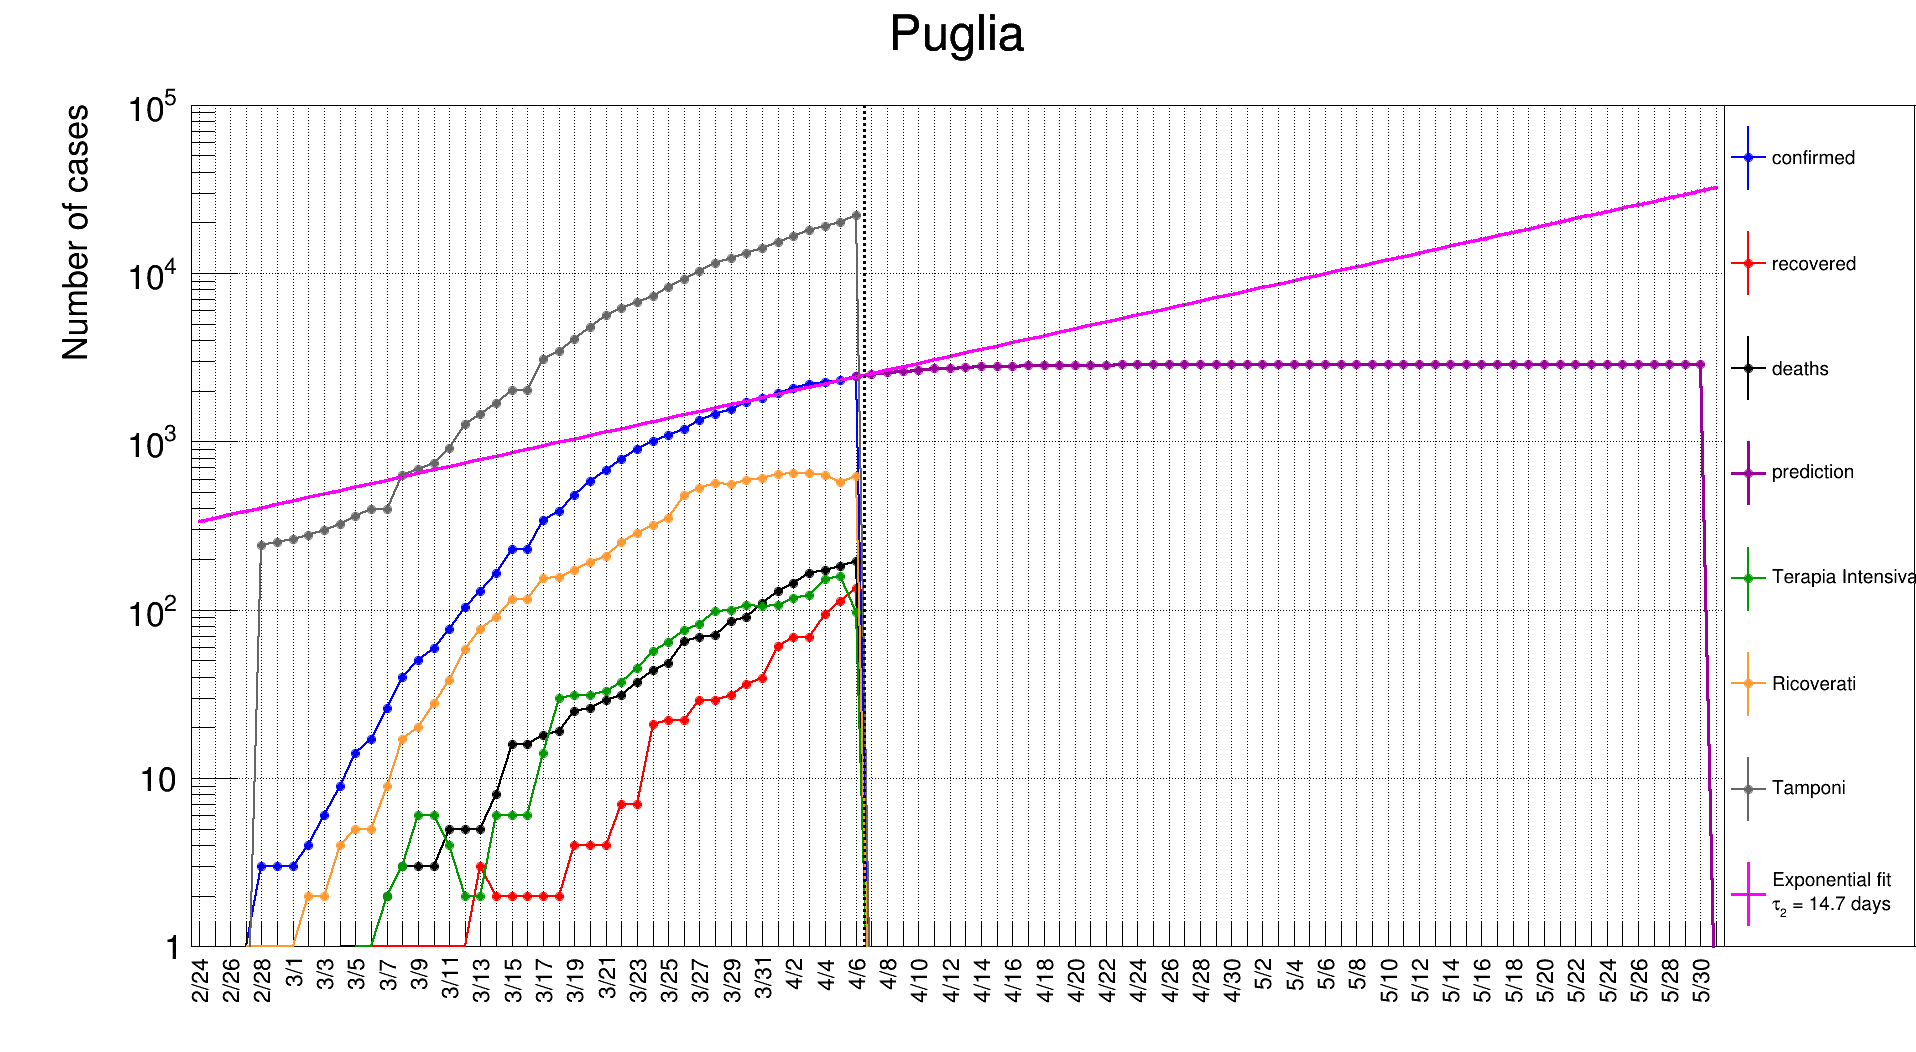 Puglia
Number of cases
10^5
10^4
10^3
10^2
10
1
2/24 2/26 2/28 3/1 3/3 3/5 3/7 3/9 3/11 3/13 3/15 3/17 3/19 3/21 3/23 3/25 3/27 3/29 3/31 4/2 4/4 4/6 4/8 4/10 4/12 4/14 4/16 4/18 4/20 4/22 4/24 4/26 4/28 4/30 5/2 5/4 5/6 5/8 5/10 5/12 5/14 5/16 5/18 5/20 5/22 5/24 5/26 5/28 5/30
confirmed
recovered
deaths
prediction
Terapia Intensiva
Ricoverati
Tamponi
Exponential fit
τ₂ = 14.7 days